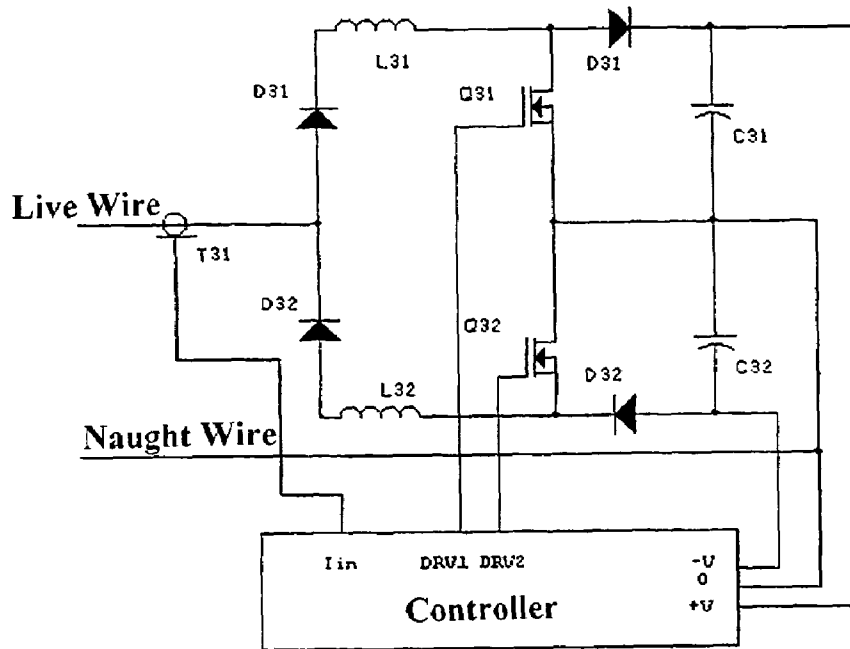 L31
D31
D31
Q31
C31
Live Wire
T31
D32
Q32
D32
C32
L32
Naught Wire
Iin DRV1 DRV2 -V
0
+V
Controller